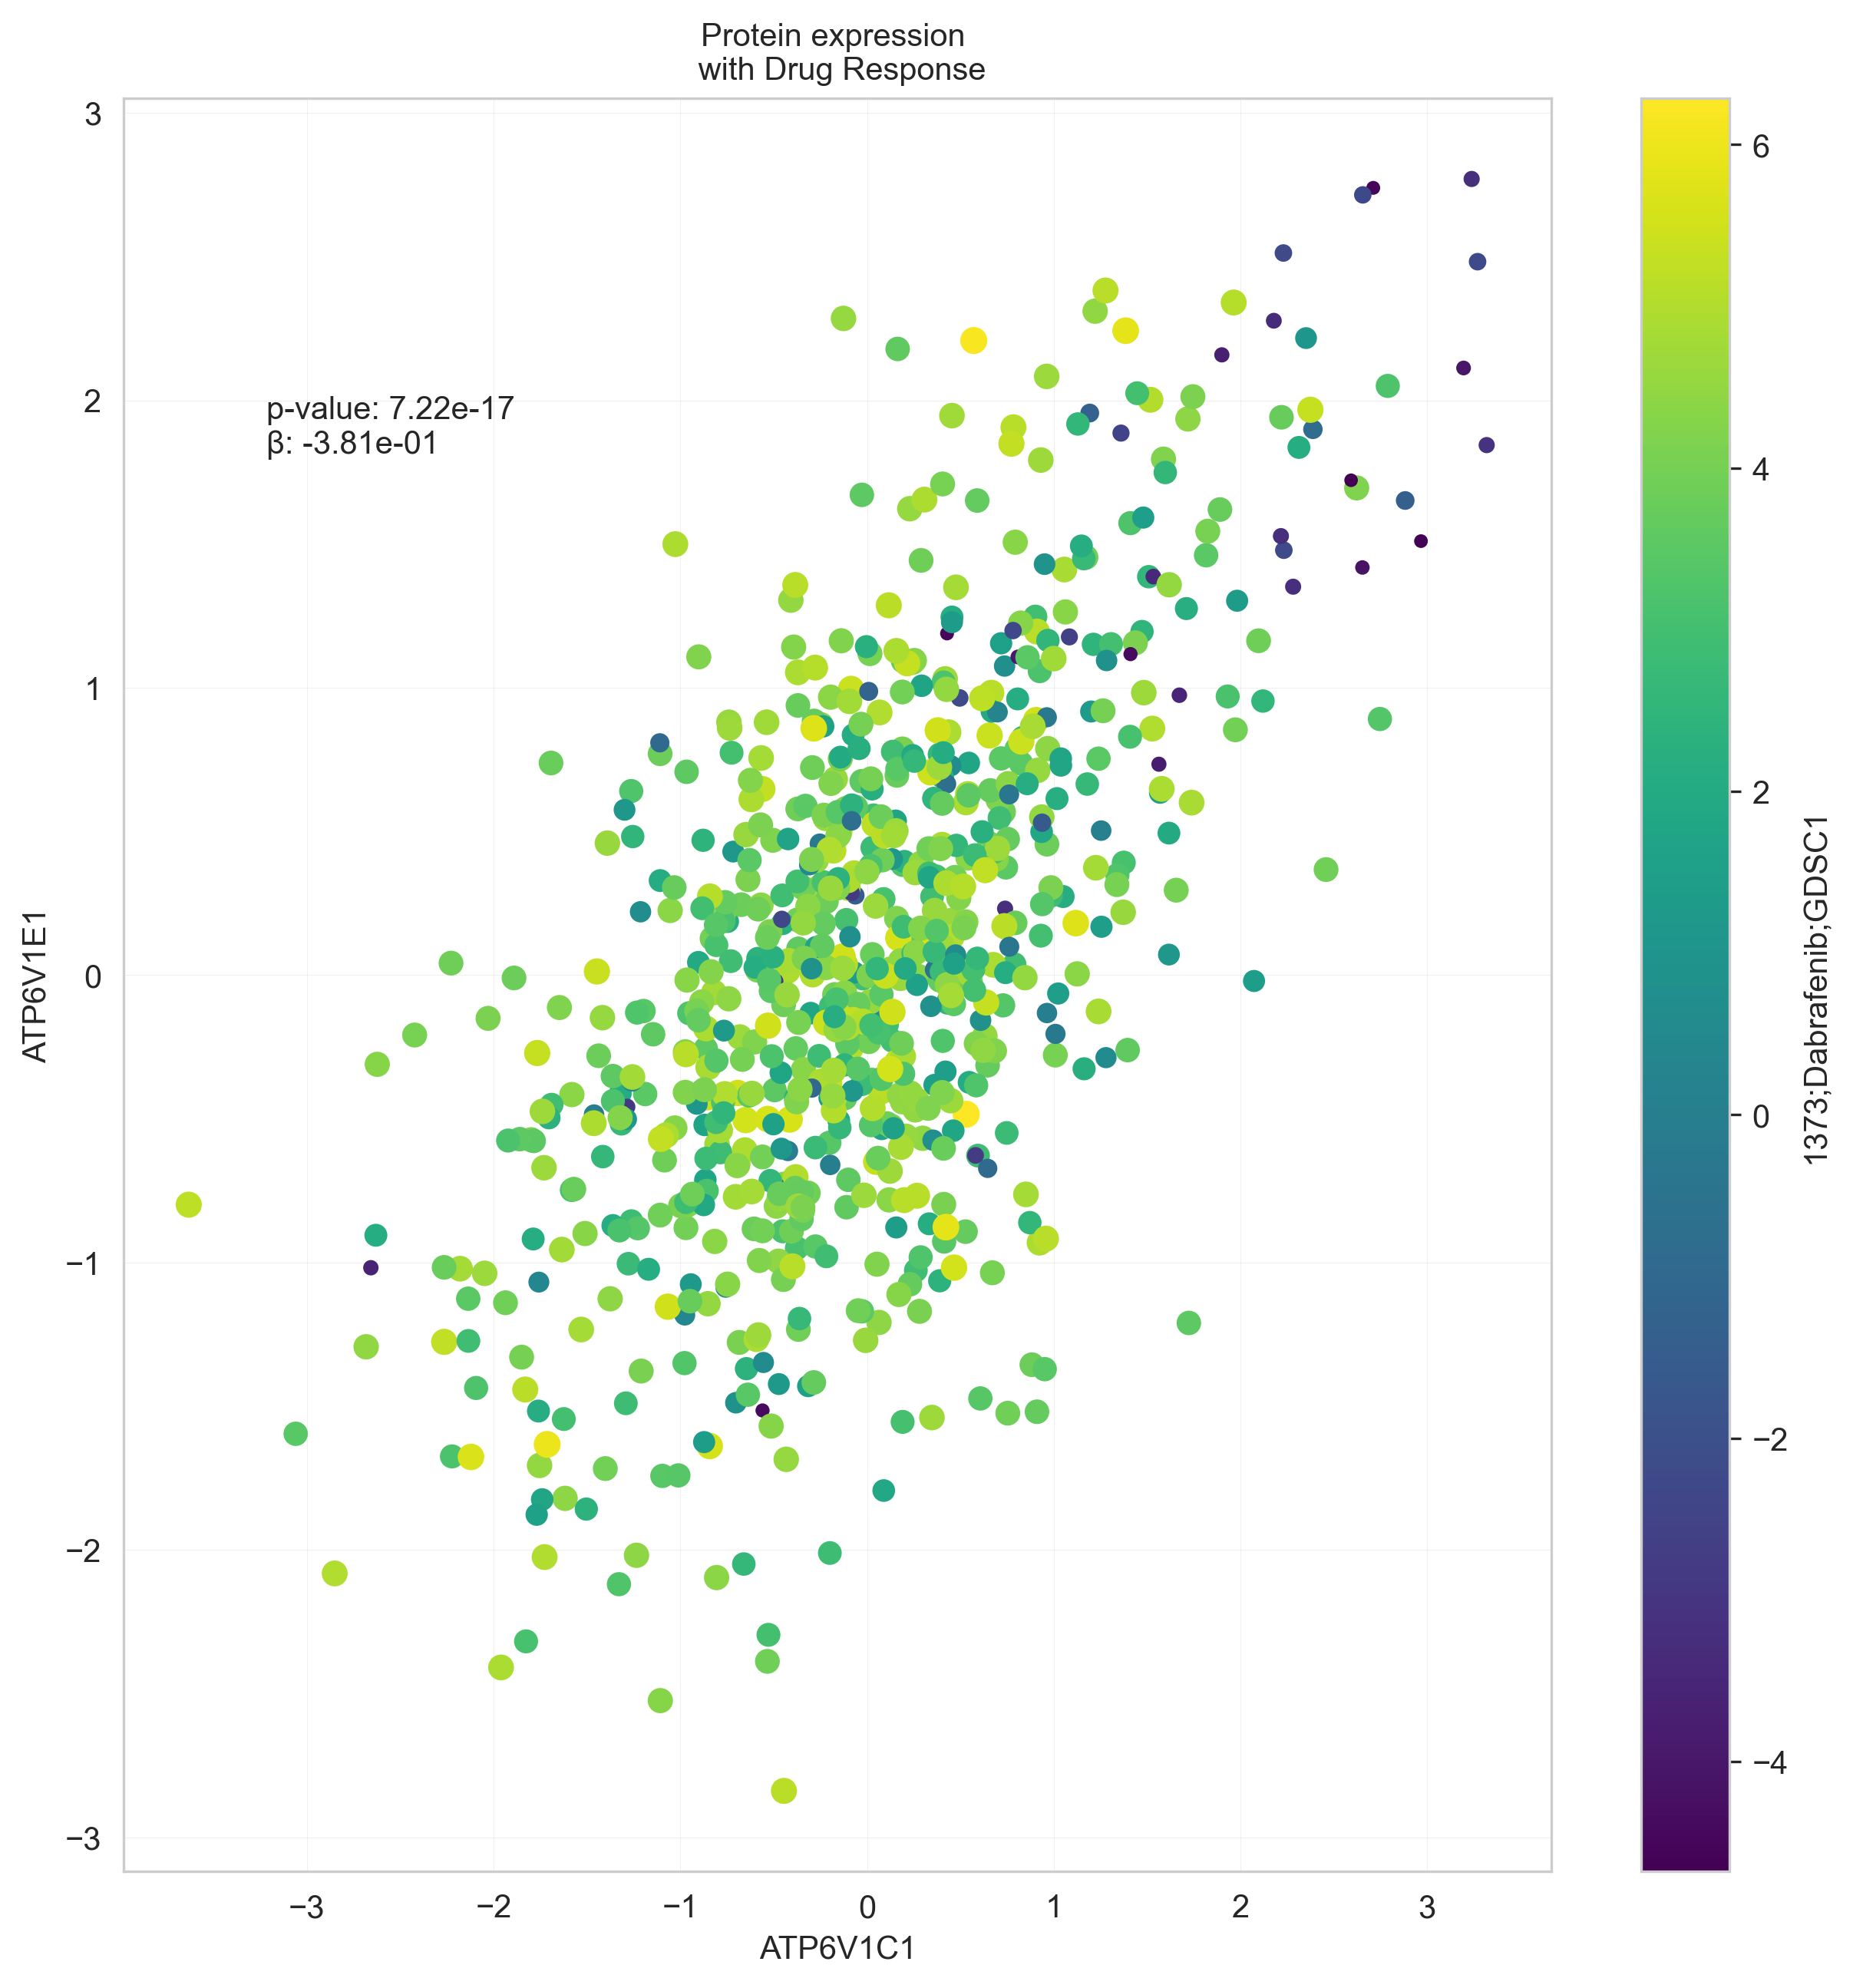 Protein expression
with Drug Response
p-value: 7.22e-17
β: -3.81e-01
3
2
1
0
−1
−2
−3
ATP6V1E1
−3
−2
−1
0
1
2
3
ATP6V1C1
6
4
2
0
−2
−4
1373;Dabrafenib;GDSC1